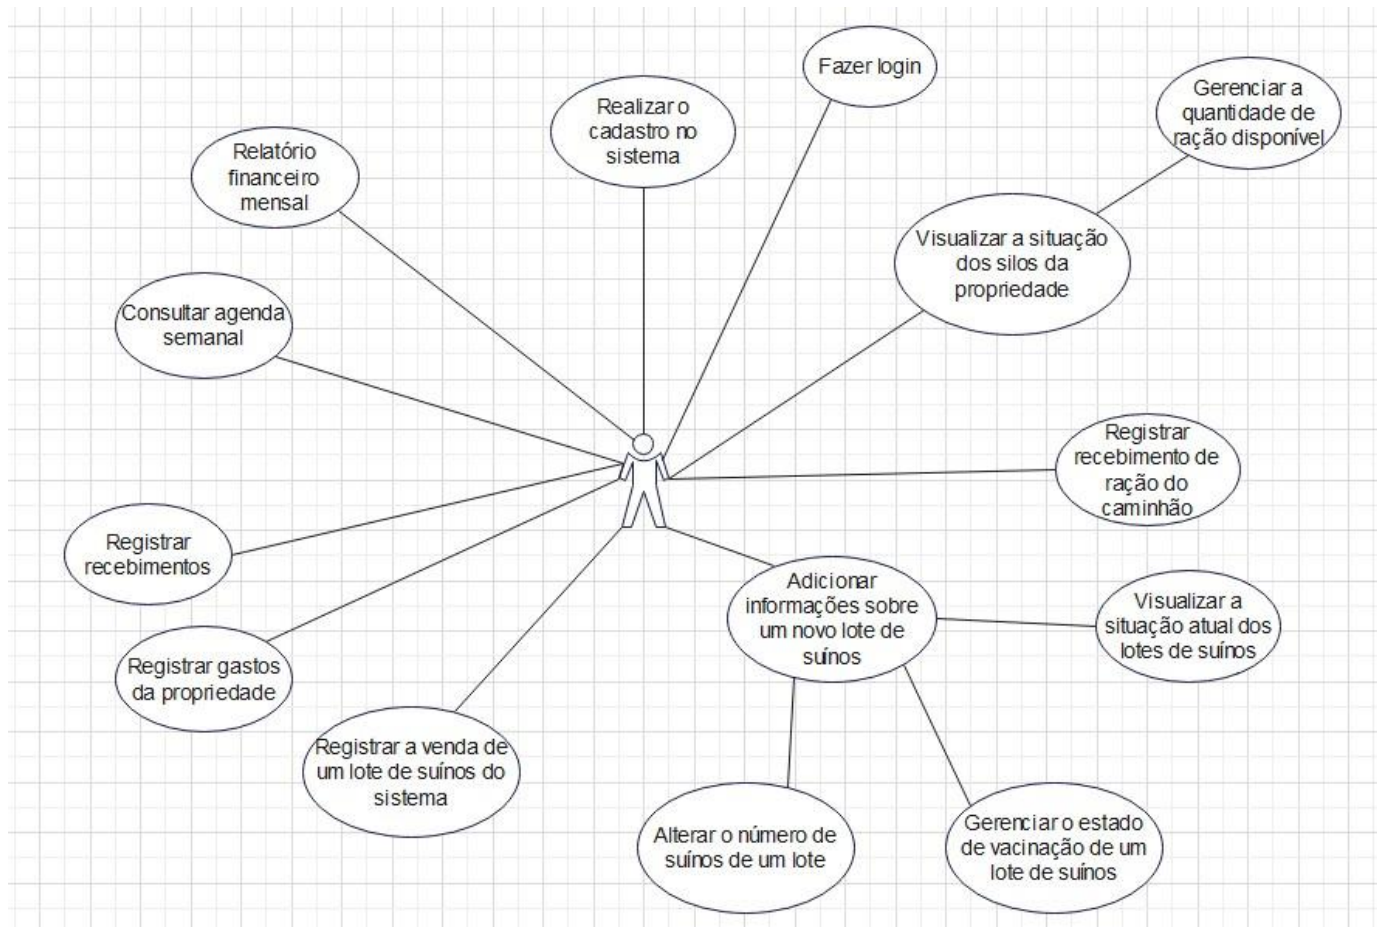 Fazer login
Gerenciar a
quantidade de
ração disponível
Realizar o
cadastro no
sistema
Relatório
financeiro
mensal
Visualizar a situação
dos silos da
propriedade
Consultar agenda
semanal
Registrar
recebimento de
ração do
caminhão
Registrar
recebimentos
Adicionar
informações sobre
um novo lote de
suínos
Visualizar a
situação atual dos
lotes de suínos
Registrar gastos
da propriedade
Registrar a venda de
um lote de suínos do
sistema
Alterar o número de
suínos de um lote
Gerenciar o estado
de vacinação de um
lote de suínos